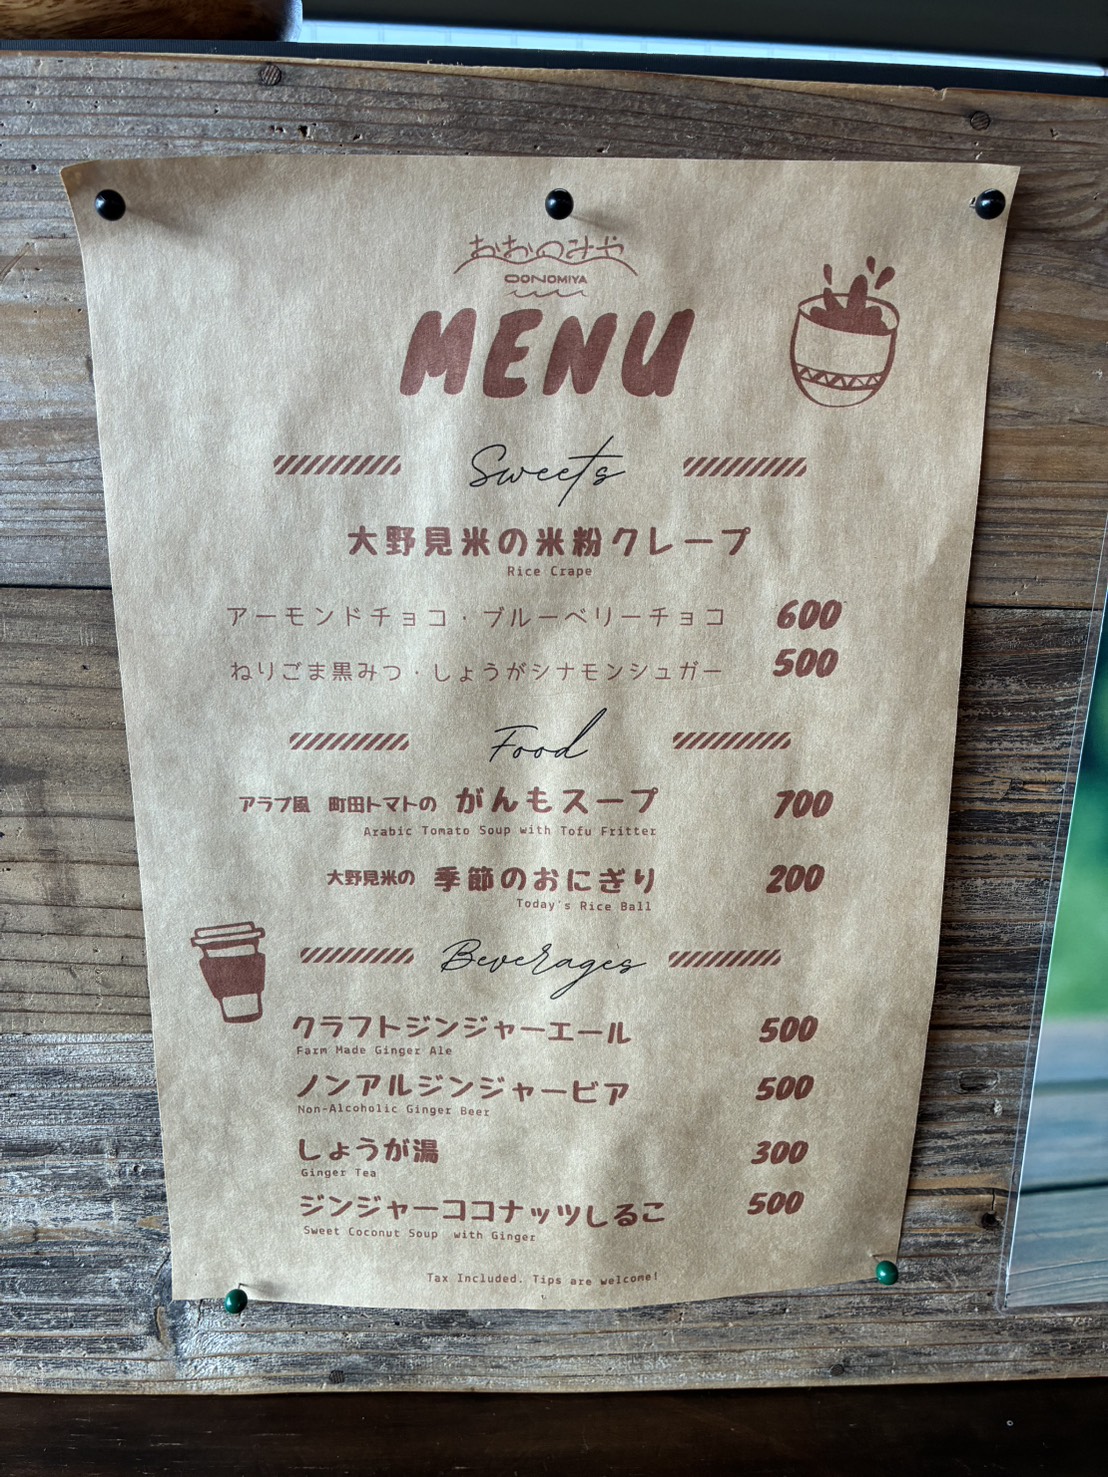 おおのみや
OONOMIYA
MENU
Sweets
大野見米の米粉クレープ
Rice Crape
アーモンドチョコ・ブルーベリーチョコ 600
ねりごま黒みつ・しょうがシナモンシュガー 500
Food
アラブ風 町田トマトの がんもスープ 700
Arabic Tomato Soup with Tofu Fritter
大野見米の 季節のおにぎり 200
Today's Rice Ball
Beverages
クラフトジンジャーエール 500
Farm Made Ginger Ale
ノンアルジンジャービア 500
Non-Alcoholic Ginger Beer
しょうが湯 300
Ginger Tea
ジンジャーココナッツしるこ 500
Sweet Coconut Soup with Ginger
Tax Included. Tips are welcome!